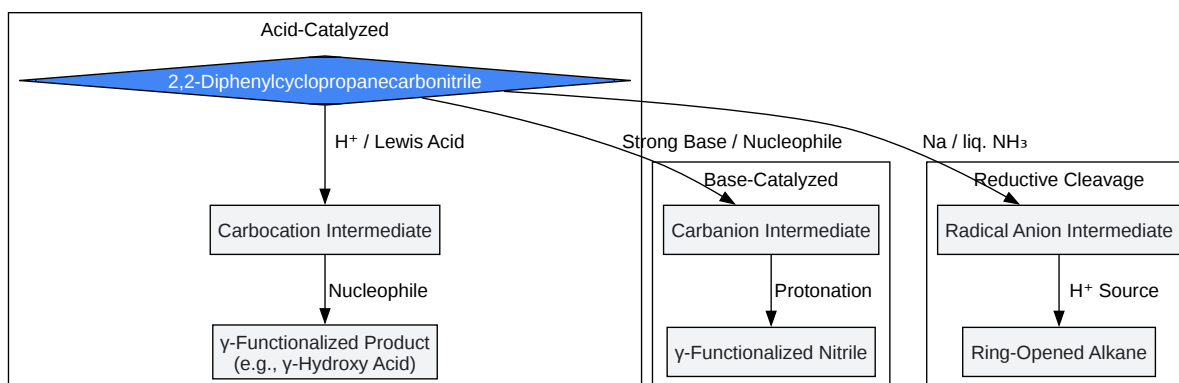 Acid-Catalyzed
2,2-Diphenylcyclopropanecarbonitrile
H⁺ / Lewis Acid
Strong Base / Nucleophile
Na / liq. NH₃
Base-Catalyzed
Reductive Cleavage
Carbocation Intermediate
Carbanion Intermediate
Radical Anion Intermediate
Nucleophile
Protonation
H⁺ Source
γ-Functionalized Product
(e.g., γ-Hydroxy Acid)
γ-Functionalized Nitrile
Ring-Opened Alkane